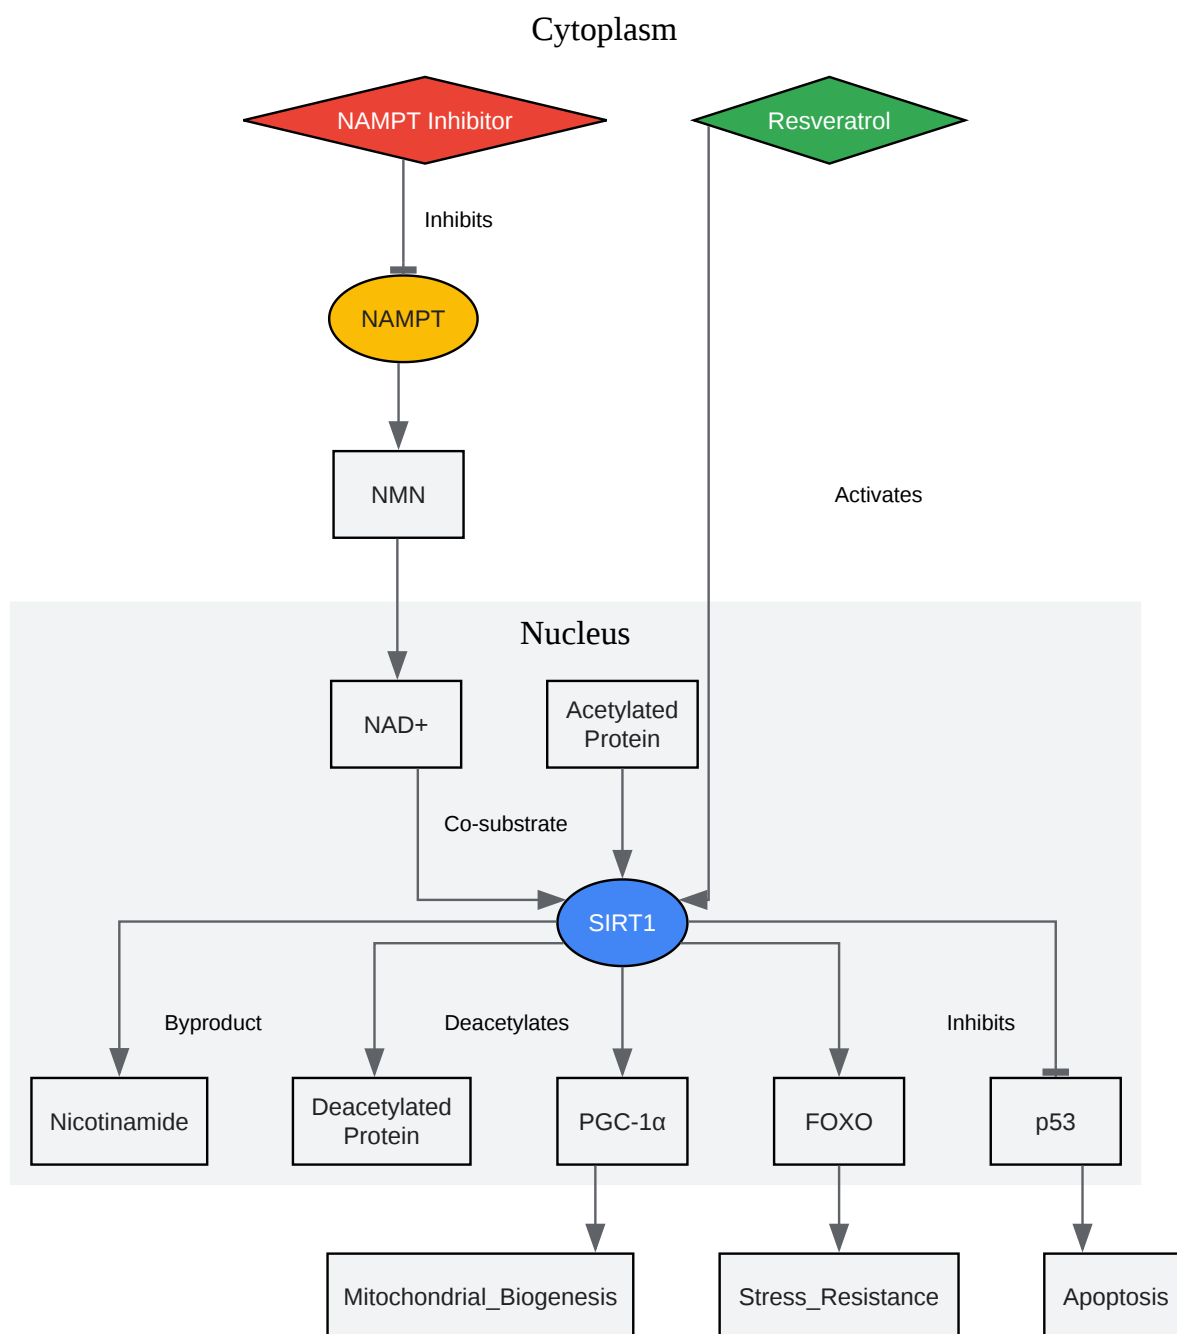 Cytoplasm
NAMPT Inhibitor
Resveratrol
Inhibits
NAMPT
NMN
Activates
Nucleus
NAD+
Acetylated
Protein
Co-substrate
SIRT1
Byproduct
Deacetylates
Inhibits
Nicotinamide
Deacetylated
Protein
PGC-1α
FOXO
p53
Mitochondrial_Biogenesis
Stress_Resistance
Apoptosis